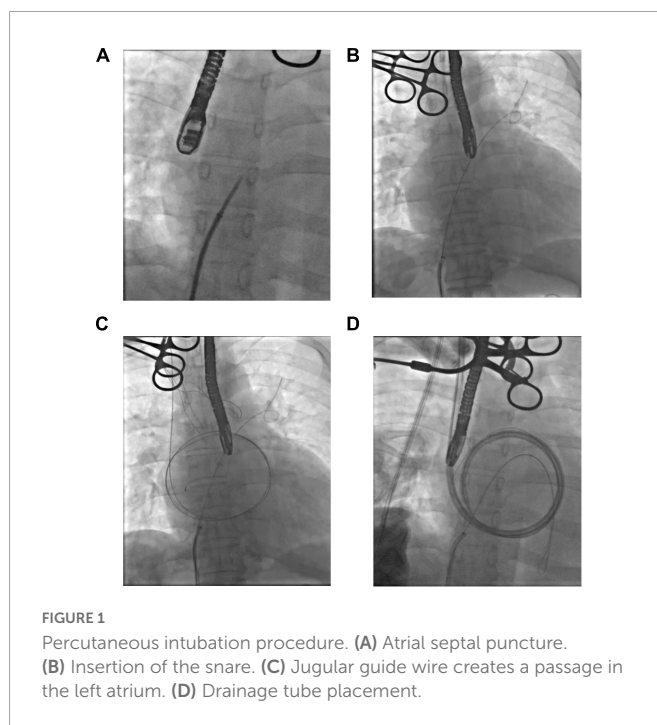 A
B
C
D
FIGURE 1
Percutaneous intubation procedure. (A) Atrial septal puncture.
(B) Insertion of the snare. (C) Jugular guide wire creates a passage in
the left atrium. (D) Drainage tube placement.